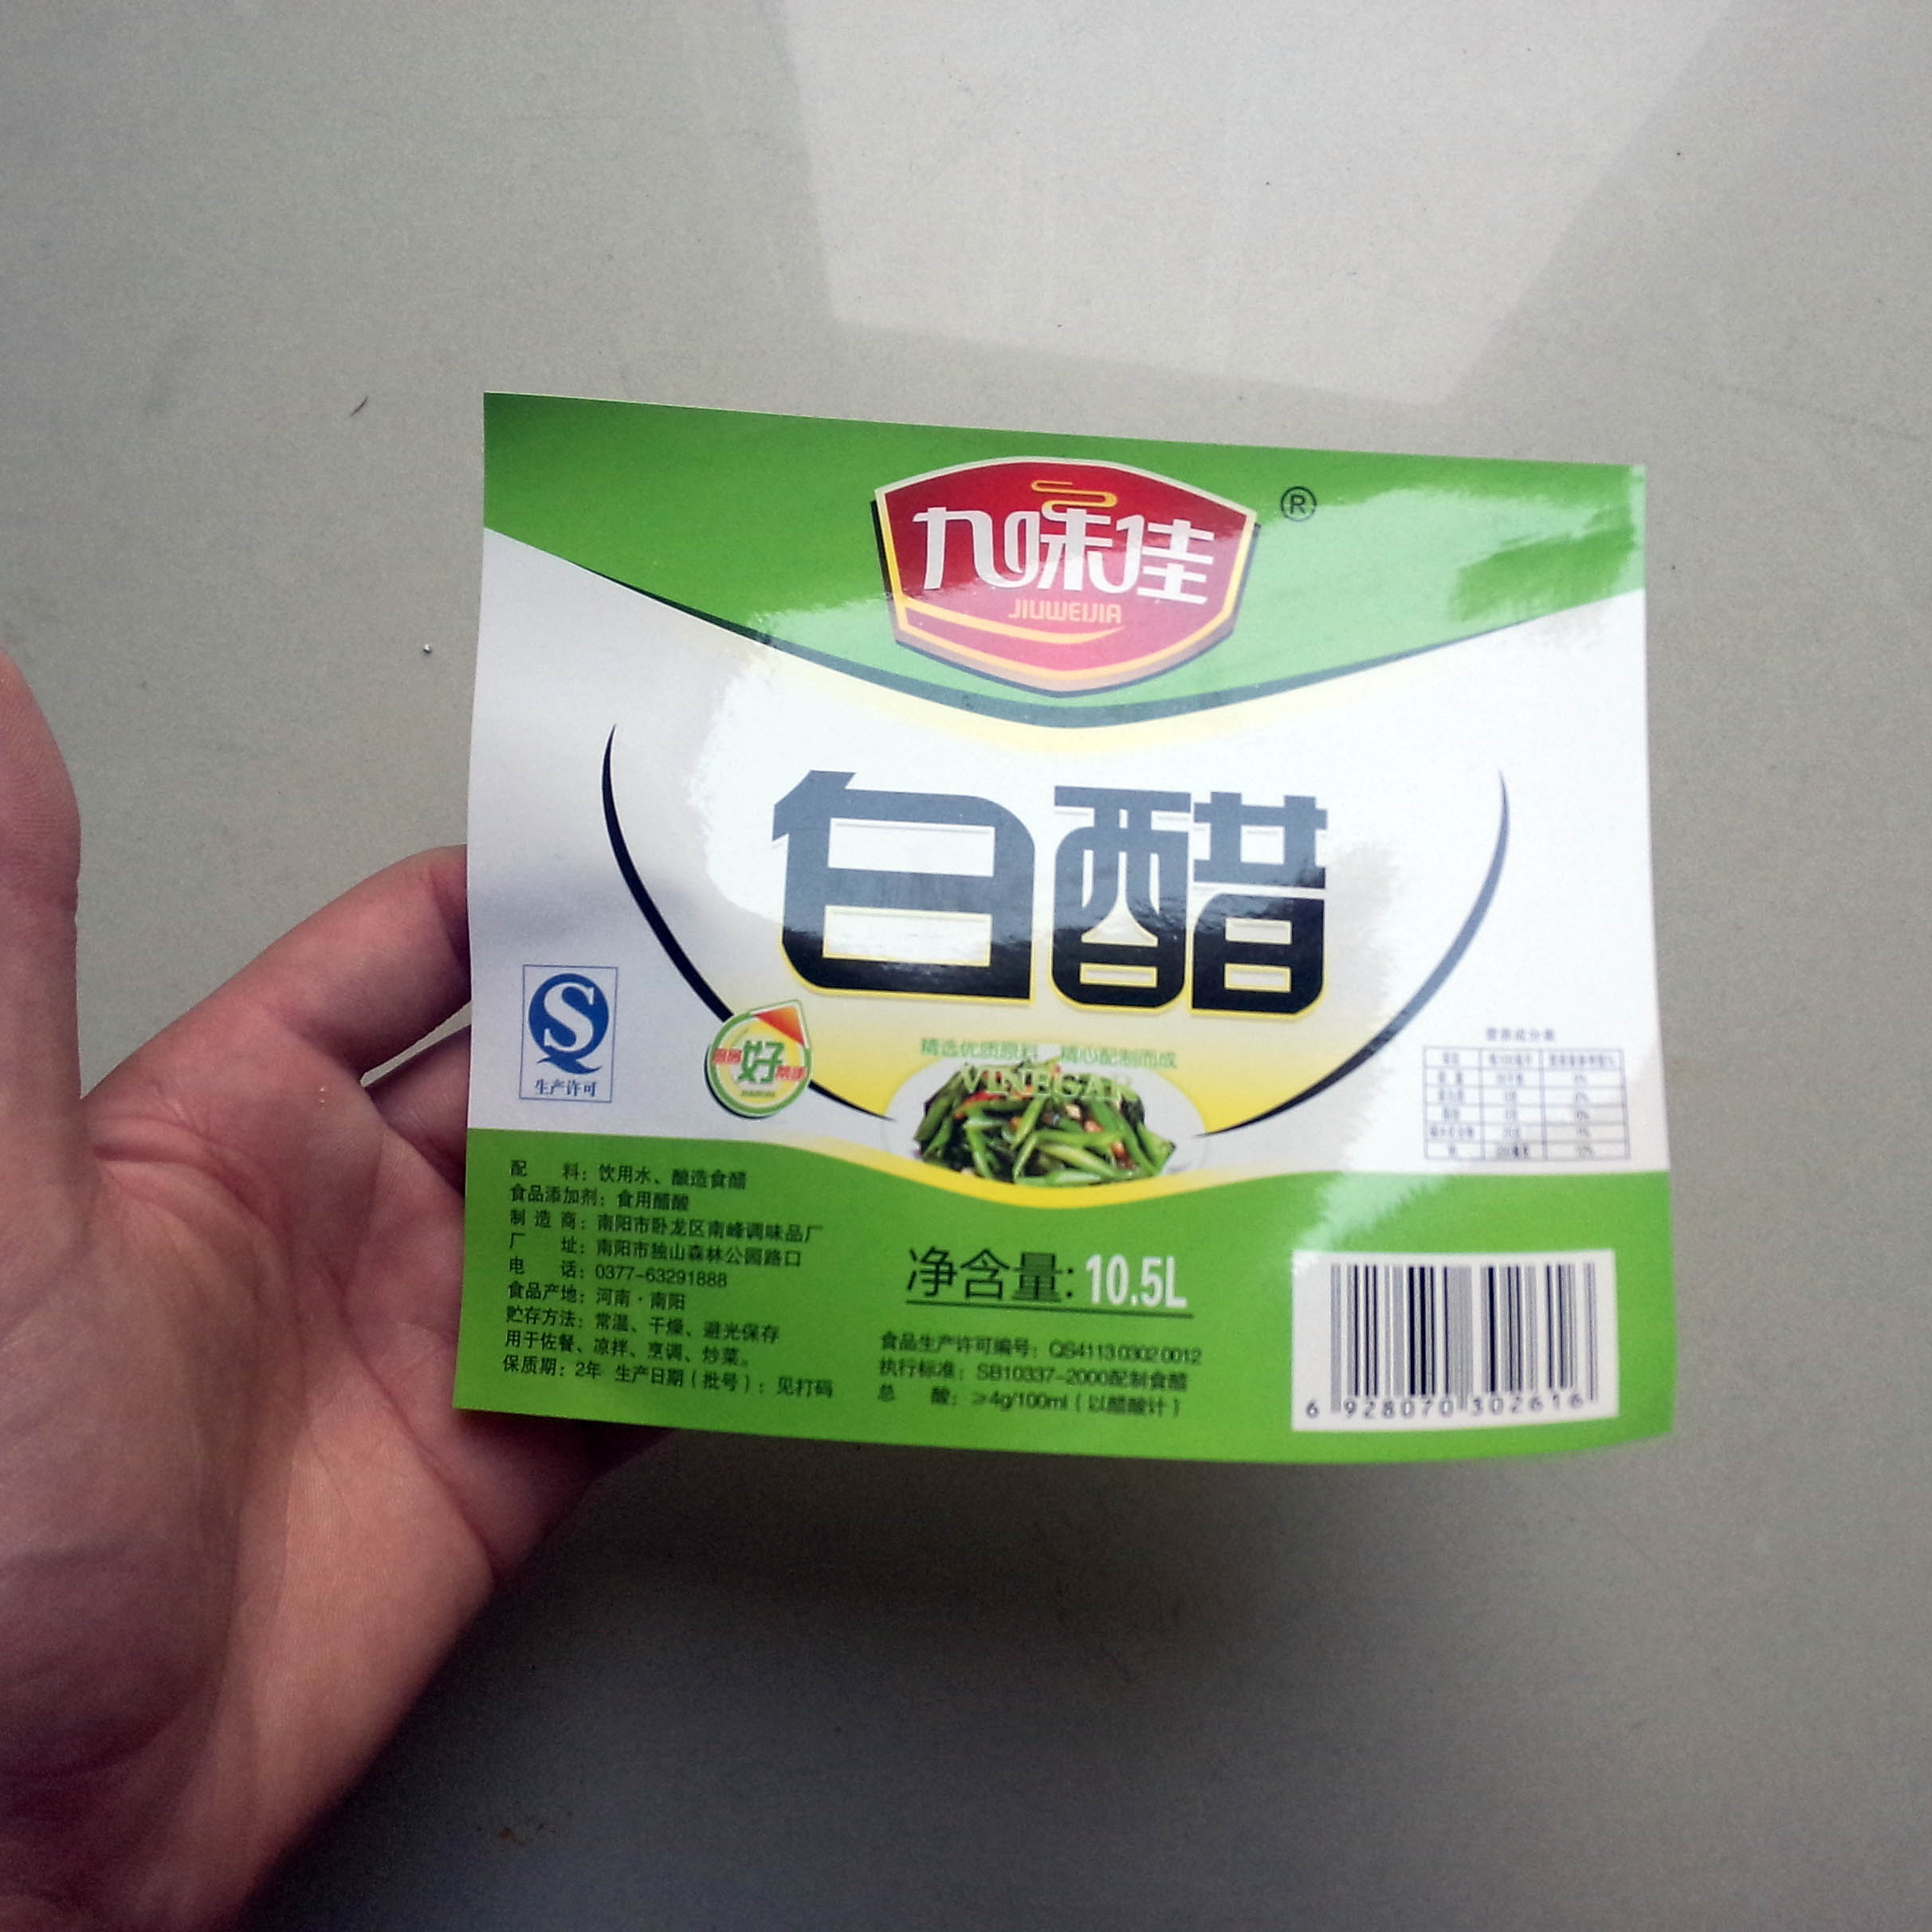 九味佳
®
JIUWEIJIA
白醋
精选优质原料 精心配制而成
VINEGAR
好
生产许可
营养成分表
配 料：饮用水、酿造食醋
食品添加剂：食用醋酸
制造商：南阳市卧龙区南峰调味品厂
厂 址：南阳市独山森林公园路口
电 话：0377-63291888
食品产地：河南·南阳
贮存方法：常温、干燥、避光保存
用于佐餐、凉拌、烹调、炒菜。
保质期：2年 生产日期（批号）：见打码
净含量：10.5L
食品生产许可编号：QS4113 0302 0012
执行标准：SB10337-2000配制食醋
总 酸：≥4g/100ml（以醋酸计）
6 928070 302616